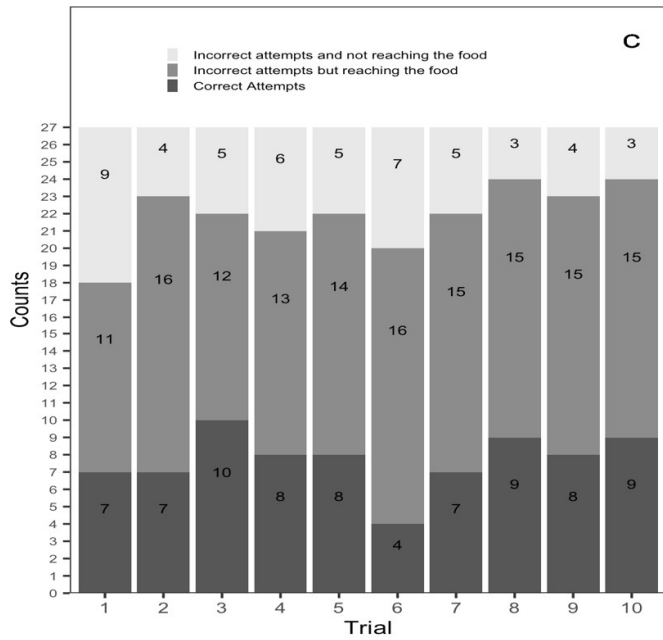 C
Incorrect attempts and not reaching the food
Incorrect attempts but reaching the food
Correct Attempts
Counts
27
26
25
24
23
22
21
20
19
18
17
16
15
14
13
12
11
10
9
8
7
6
5
4
3
2
1
0
9 4 5 6 5 7 5 3 4 3
11 16 12 13 14 16 15 15 15 15
7 7 10 8 8 4 7 9 8 9
1 2 3 4 5 6 7 8 9 10
Trial